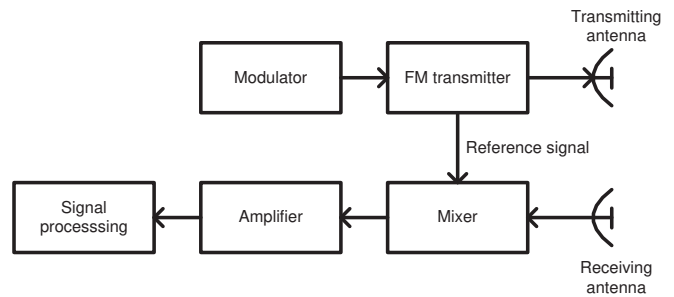 Transmitting
antenna
Modulator
FM transmitter
Reference signal
Signal
processsing
Amplifier
Mixer
Receiving
antenna